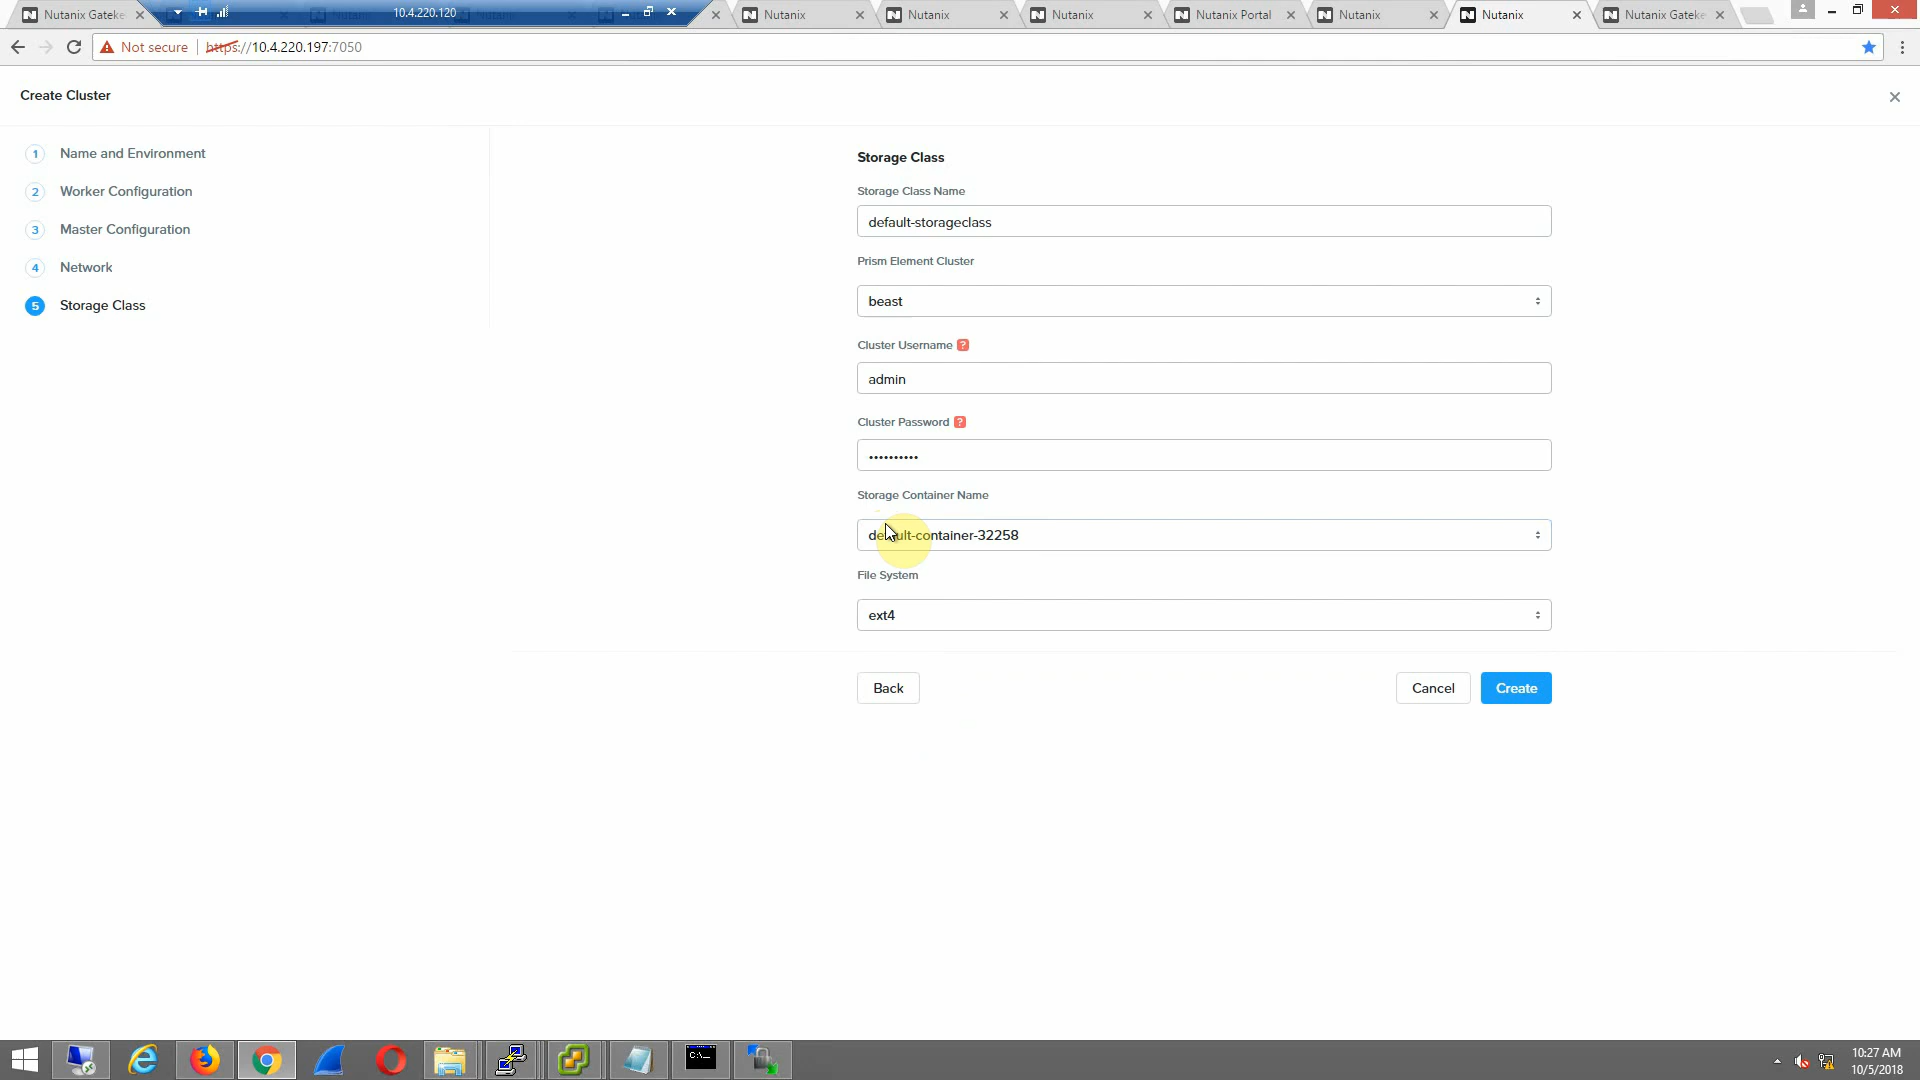 Nutanix Gateke
10.4.220.120
Nutanix
Nutanix
Nutanix
Nutanix Portal
Nutanix
Nutanix
Nutanix Gateke
Not secure
https://10.4.220.197:7050
Create Cluster
1 Name and Environment
2 Worker Configuration
3 Master Configuration
4 Network
5 Storage Class
Storage Class
Storage Class Name
default-storageclass
Prism Element Cluster
beast
Cluster Username ?
admin
Cluster Password ?
••••••••••
Storage Container Name
default-container-32258
File System
ext4
Back
Cancel
Create
C:\_
10:27 AM
10/5/2018